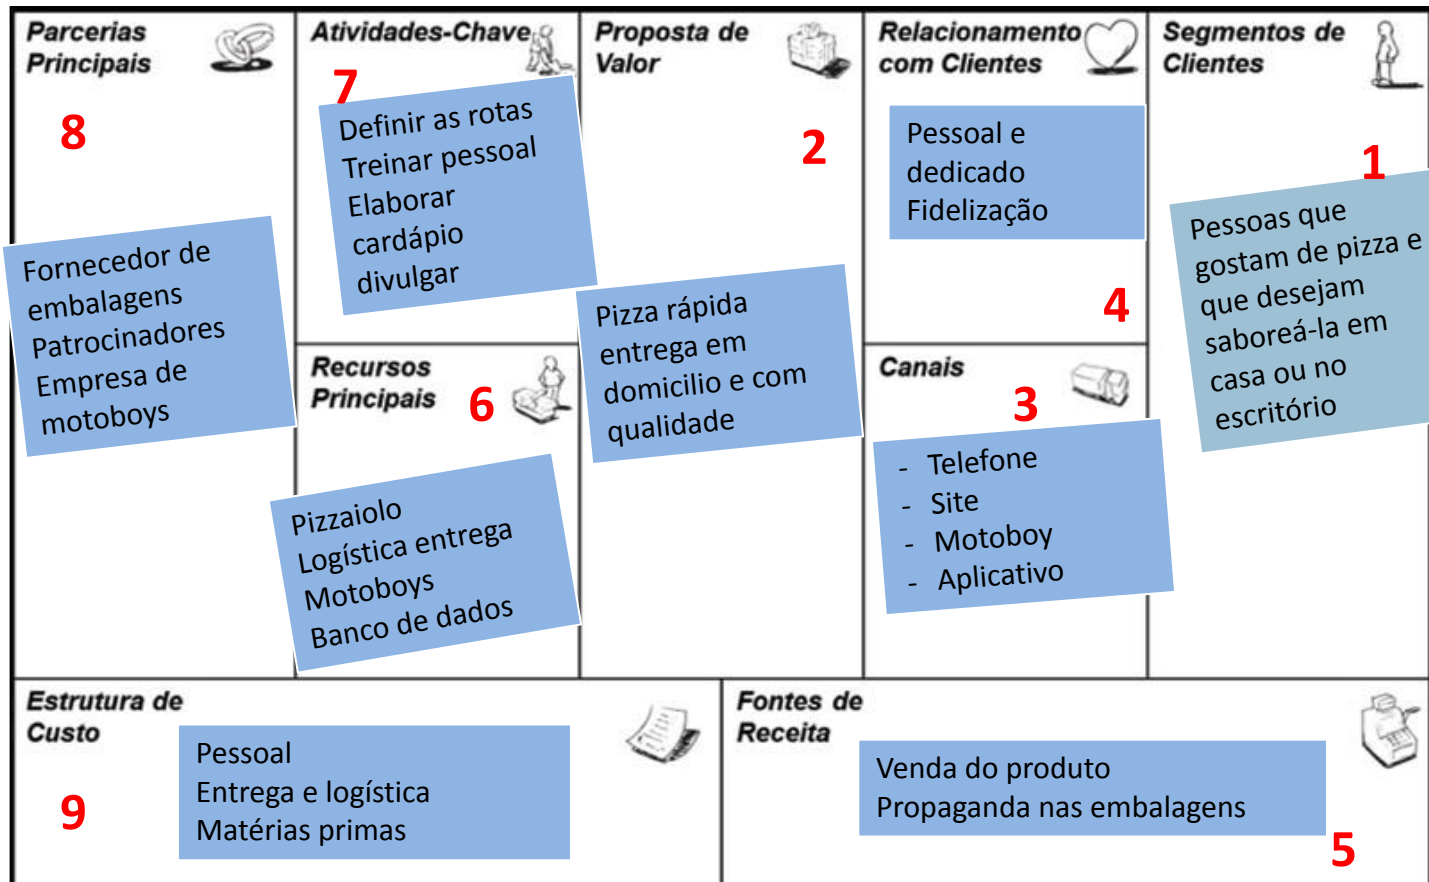 Parcerias
Principais
8
Fornecedor de
embalagens
Patrocinadores
Empresa de
motoboys
Atividades-Chave
7
Definir as rotas
Treinar pessoal
Elaborar
cardápio
divulgar
Recursos
Principais
6
Pizzaiolo
Logística entrega
Motoboys
Banco de dados
Proposta de
Valor
2
Pizza rápida
entrega em
domicilio e com
qualidade
Relacionamento
com Clientes
Pessoal e
dedicado
Fidelização
4
Canais
3
- Telefone
- Site
- Motoboy
- Aplicativo
Segmentos de
Clientes
1
Pessoas que
gostam de pizza e
que desejam
saboreá-la em
casa ou no
escritório
Estrutura de
Custo
9
Pessoal
Entrega e logística
Matérias primas
Fontes de
Receita
Venda do produto
Propaganda nas embalagens
5